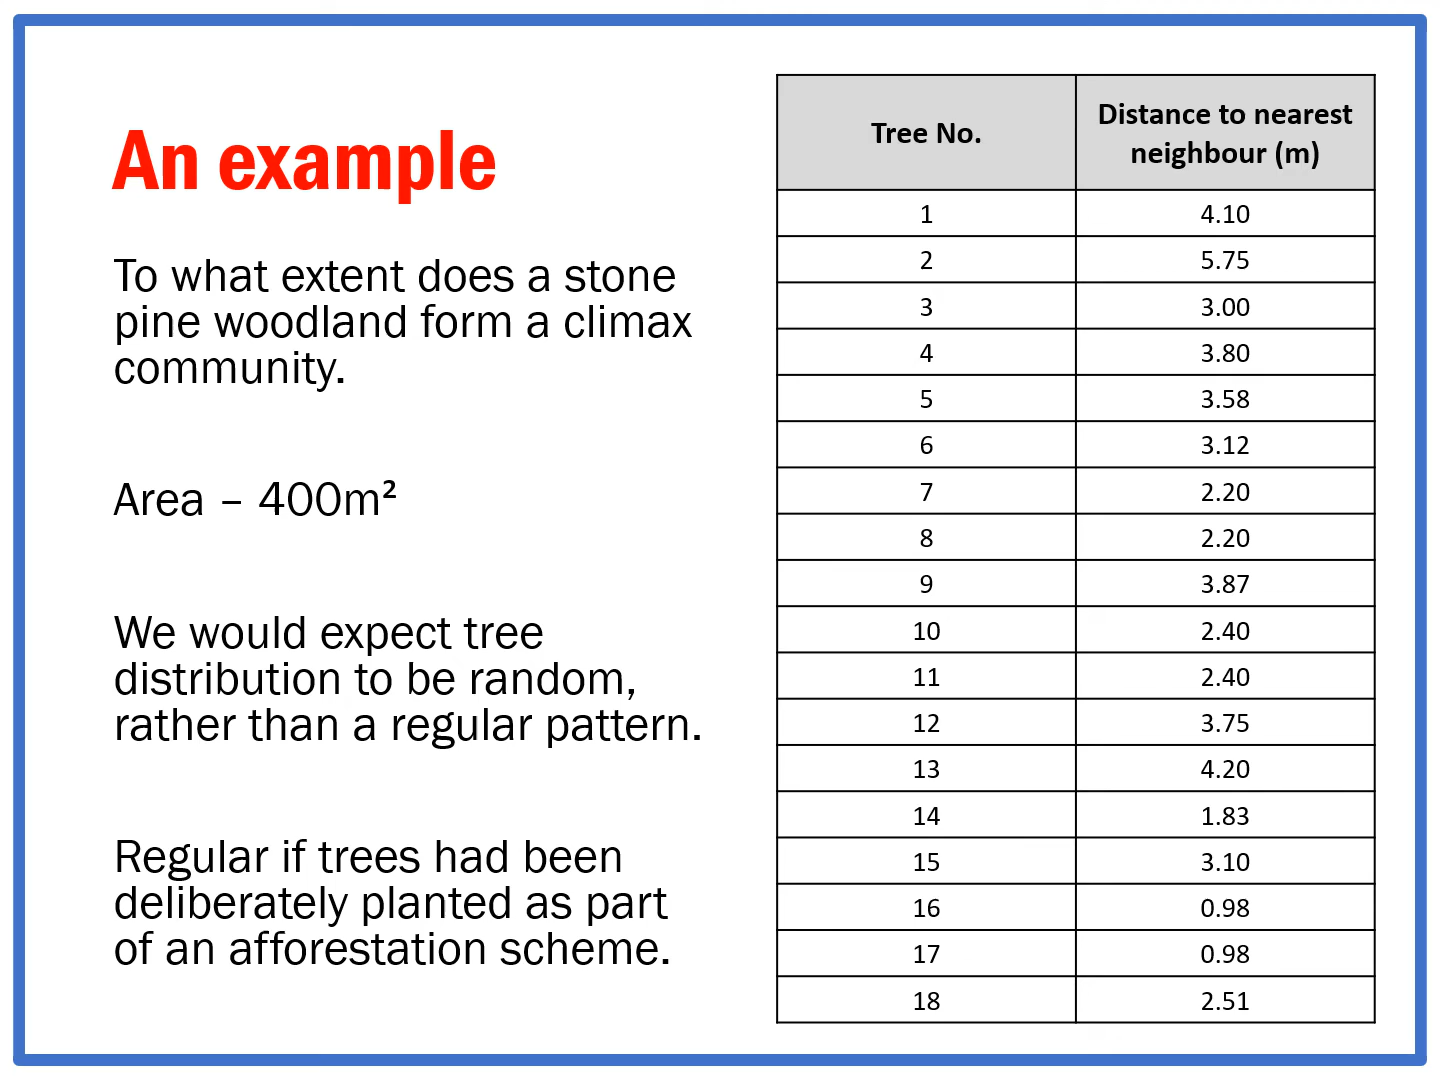 An example
To what extent does a stone
pine woodland form a climax
community.
Area – 400m²
We would expect tree
distribution to be random,
rather than a regular pattern.
Regular if trees had been
deliberately planted as part
of an afforestation scheme.
Tree No. Distance to nearest neighbour (m)
1 4.10
2 5.75
3 3.00
4 3.80
5 3.58
6 3.12
7 2.20
8 2.20
9 3.87
10 2.40
11 2.40
12 3.75
13 4.20
14 1.83
15 3.10
16 0.98
17 0.98
18 2.51